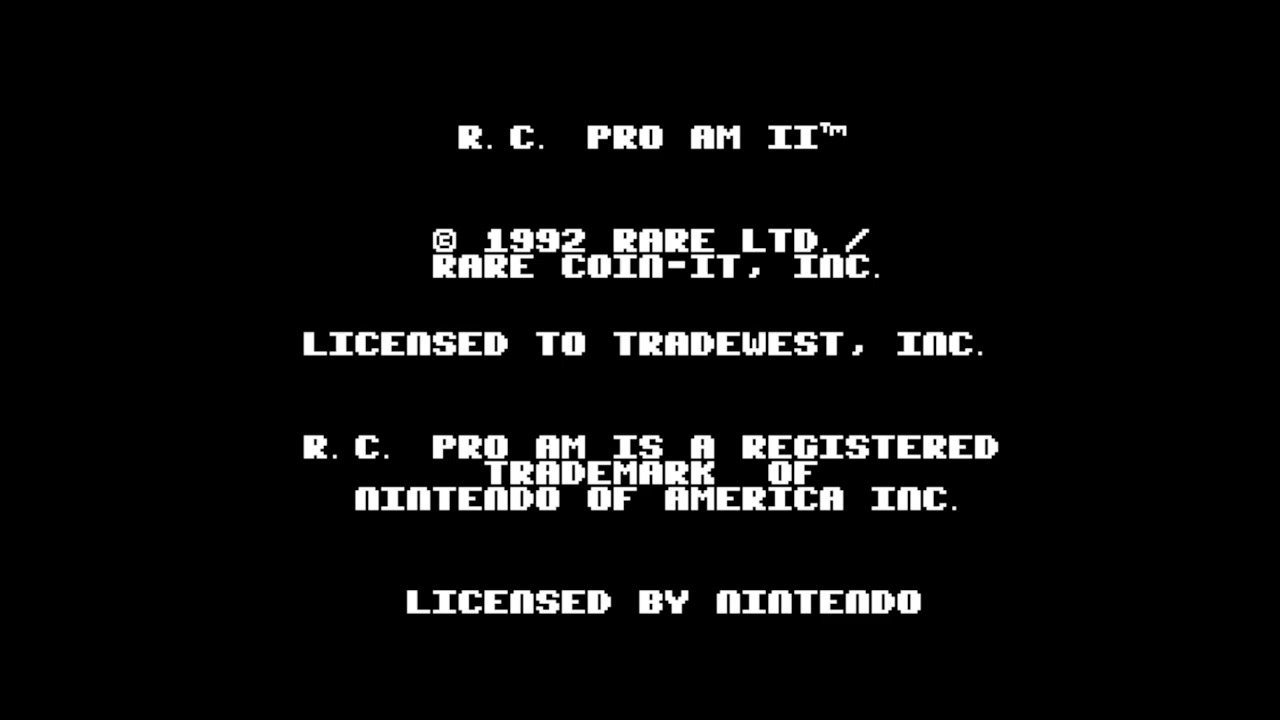 R.C. PRO AM II™
© 1992 RARE LTD./
RARE COIN-IT, INC.
LICENSED TO TRADEWEST, INC.
R.C. PRO AM IS A REGISTERED
TRADEMARK OF
NINTENDO OF AMERICA INC.
LICENSED BY NINTENDO